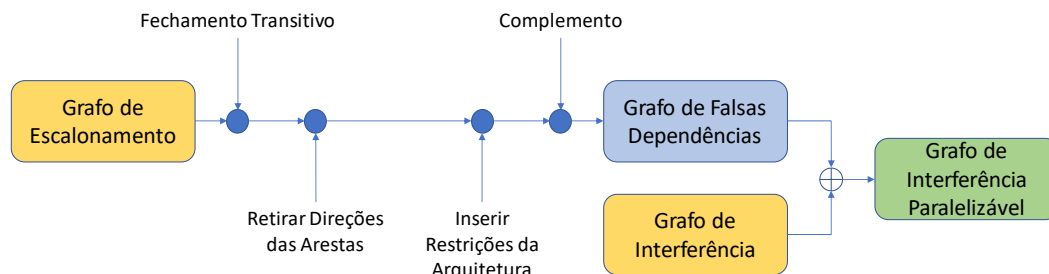 Fechamento Transitivo
Complemento
Grafo de
Escalonamento
Grafo de Falsas
Dependências
Grafo de
Interferência
Paralelizável
Retirar Direções
das Arestas
Inserir
Restrições da
Arquitetura
Grafo de
Interferência